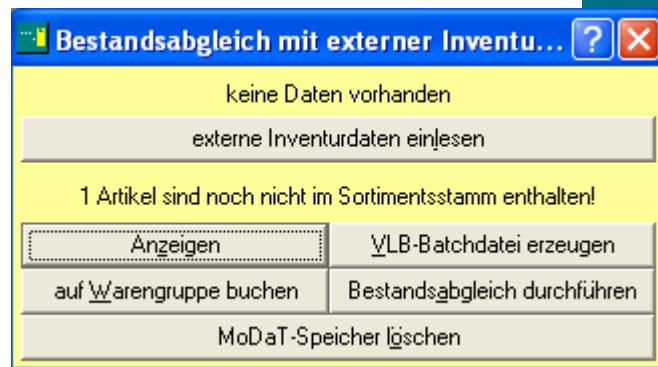 Bestandsabgleich mit externer Inventu...
keine Daten vorhanden
externe Inventurdaten einlesen
1 Artikel sind noch nicht im Sortimentsstamm enthalten!
Anzeigen VLB-Batchdatei erzeugen
auf Warengruppe buchen Bestandsabgleich durchführen
MoDaT-Speicher löschen